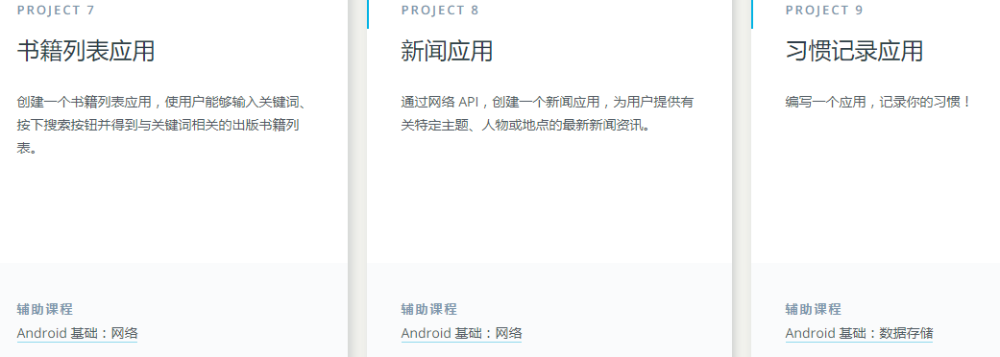 PROJECT 7
书籍列表应用
创建一个书籍列表应用，使用户能够输入关键词、
按下搜索按钮并得到与关键词相关的出版书籍列
表。
辅助课程
Android 基础：网络
PROJECT 8
新闻应用
通过网络 API，创建一个新闻应用，为用户提供有
关特定主题、人物或地点的最新新闻资讯。
辅助课程
Android 基础：网络
PROJECT 9
习惯记录应用
编写一个应用，记录你的习惯！
辅助课程
Android 基础：数据存储